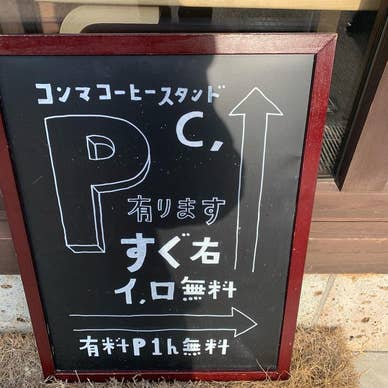 コンマコーヒースタンド
C,
P
有ります
すぐ右
イ,ロ無料
有料P1h無料